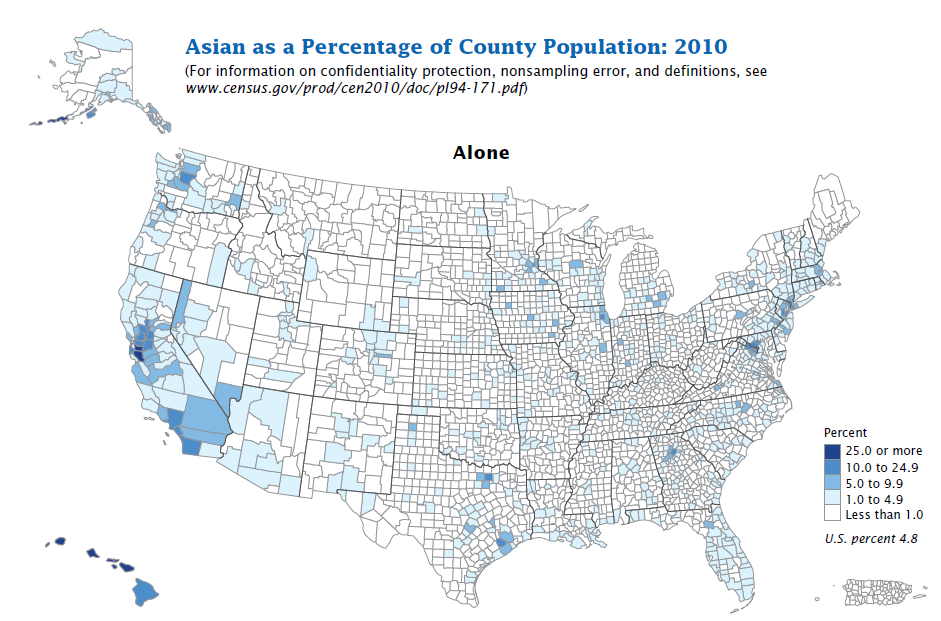 Asian as a Percentage of County Population: 2010
(For information on confidentiality protection, nonsampling error, and definitions, see
www.census.gov/prod/cen2010/doc/pl94-171.pdf)
Alone
Percent
25.0 or more
10.0 to 24.9
5.0 to 9.9
1.0 to 4.9
Less than 1.0
U.S. percent 4.8